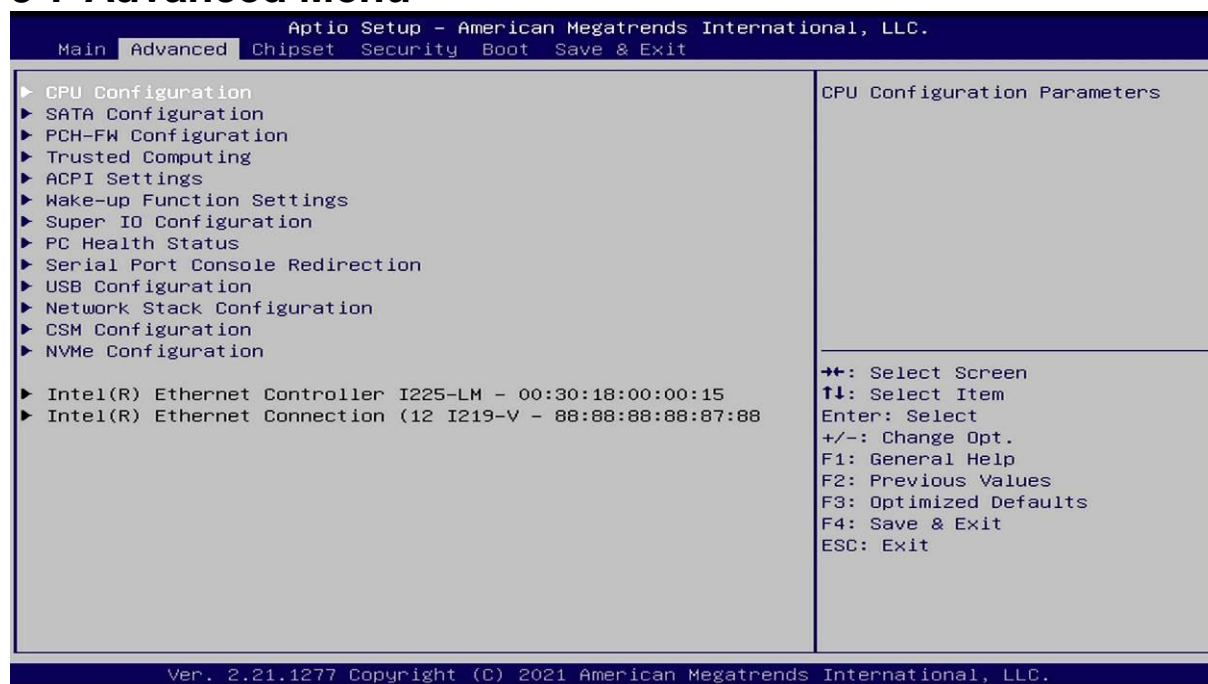 Aptio Setup – American Megatrends International, LLC.
Main Advanced Chipset Security Boot Save & Exit
► CPU Configuration
► SATA Configuration
► PCH-FW Configuration
► Trusted Computing
► ACPI Settings
► Wake-up Function Settings
► Super IO Configuration
► PC Health Status
► Serial Port Console Redirection
► USB Configuration
► Network Stack Configuration
► CSM Configuration
► NVMe Configuration
► Intel(R) Ethernet Controller I225-LM – 00:30:18:00:00:15
► Intel(R) Ethernet Connection (12 I219-V – 88:88:88:88:87:88
CPU Configuration Parameters
→←: Select Screen
↑↓: Select Item
Enter: Select
+/-: Change Opt.
F1: General Help
F2: Previous Values
F3: Optimized Defaults
F4: Save & Exit
ESC: Exit
Ver. 2.21.1277 Copyright (C) 2021 American Megatrends International, LLC.